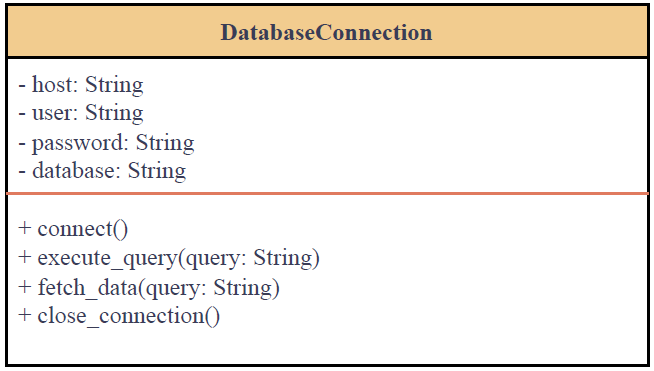 DatabaseConnection
- host: String
- user: String
- password: String
- database: String
+ connect()
+ execute_query(query: String)
+ fetch_data(query: String)
+ close_connection()